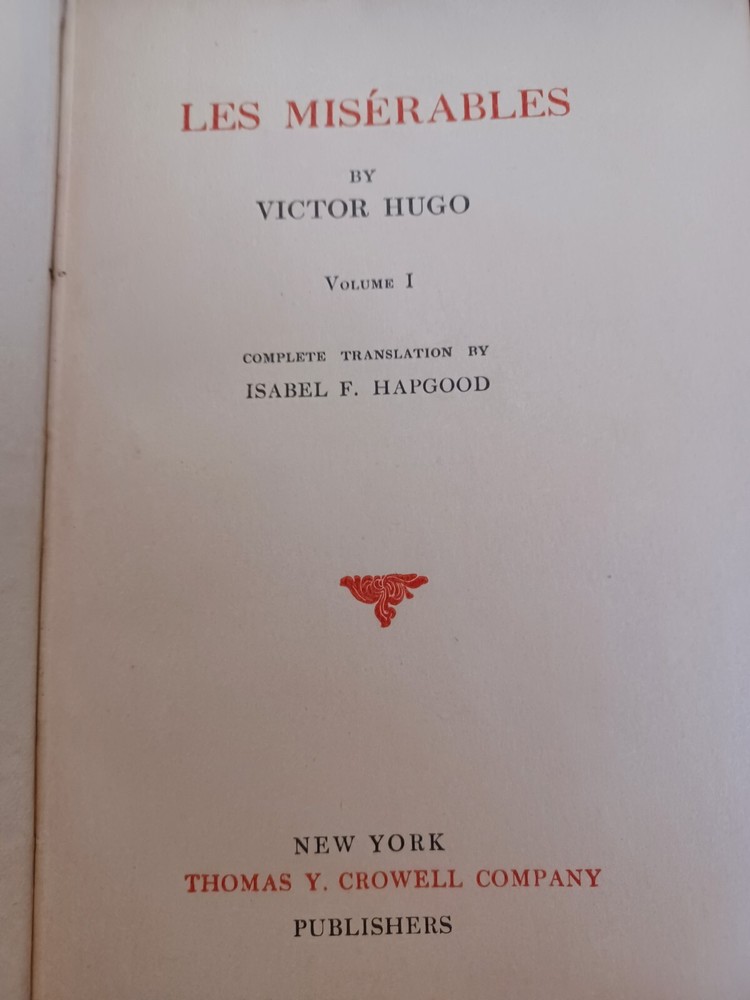 LES MISÉRABLES
BY
VICTOR HUGO
VOLUME I
COMPLETE TRANSLATION BY
ISABEL F. HAPGOOD
NEW YORK
THOMAS Y. CROWELL COMPANY
PUBLISHERS